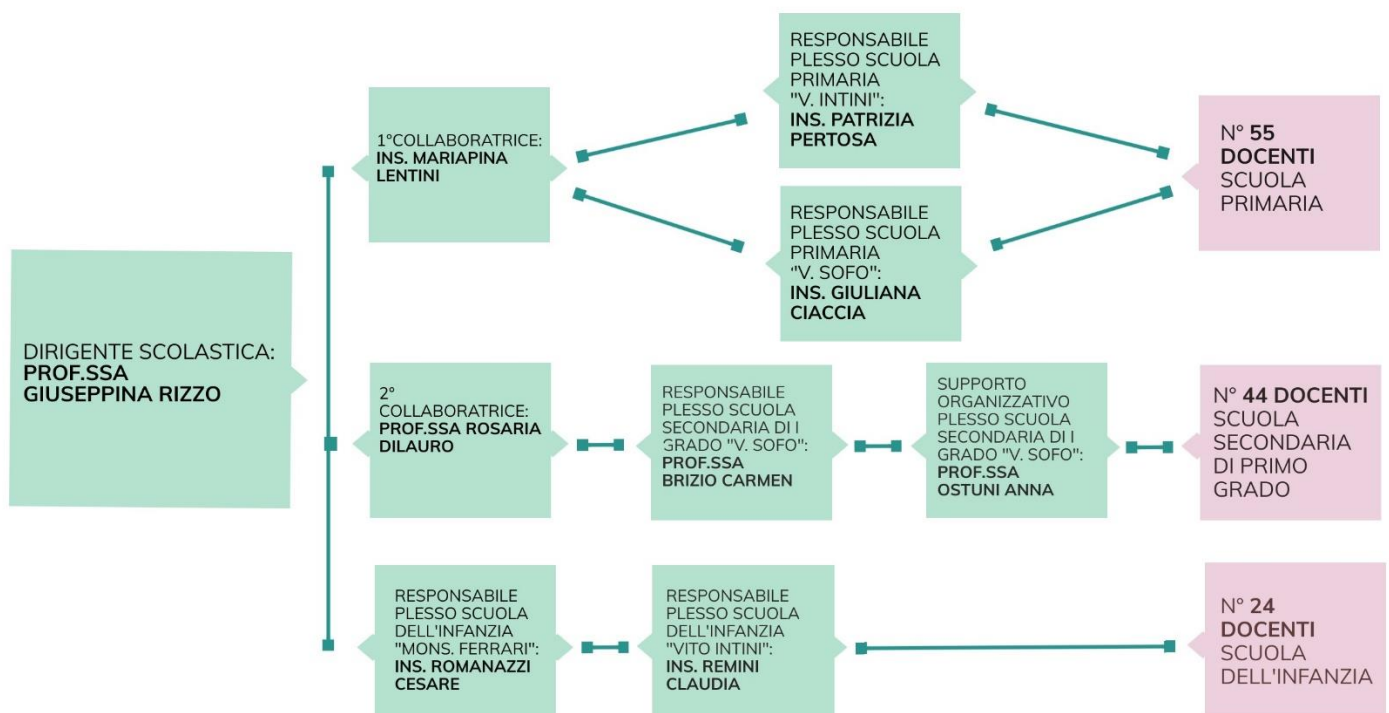 DIRIGENTE SCOLASTICA:
PROF.SSA
GIUSEPPINA RIZZO
1°COLLABORATRICE:
INS. MARIAPINA
LENTINI
RESPONSABILE
PLESSO SCUOLA
PRIMARIA
"V. INTINI":
INS. PATRIZIA
PERTOSA
RESPONSABILE
PLESSO SCUOLA
PRIMARIA
"V. SOFO":
INS. GIULIANA
CIACCIA
N° 55
DOCENTI
SCUOLA
PRIMARIA
2°
COLLABORATRICE:
PROF.SSA ROSARIA
DILAURO
RESPONSABILE
PLESSO SCUOLA
SECONDARIA DI I
GRADO "V. SOFO":
PROF.SSA
BRIZIO CARMEN
SUPPORTO
ORGANIZZATIVO
PLESSO SCUOLA
SECONDARIA DI I
GRADO "V. SOFO":
PROF.SSA
OSTUNI ANNA
N° 44 DOCENTI
SCUOLA
SECONDARIA
DI PRIMO
GRADO
RESPONSABILE
PLESSO SCUOLA
DELL'INFANZIA
"MONS. FERRARI":
INS. ROMANAZZI
CESARE
RESPONSABILE
PLESSO SCUOLA
DELL'INFANZIA
"VITO INTINI":
INS. REMINI
CLAUDIA
N° 24
DOCENTI
SCUOLA
DELL'INFANZIA